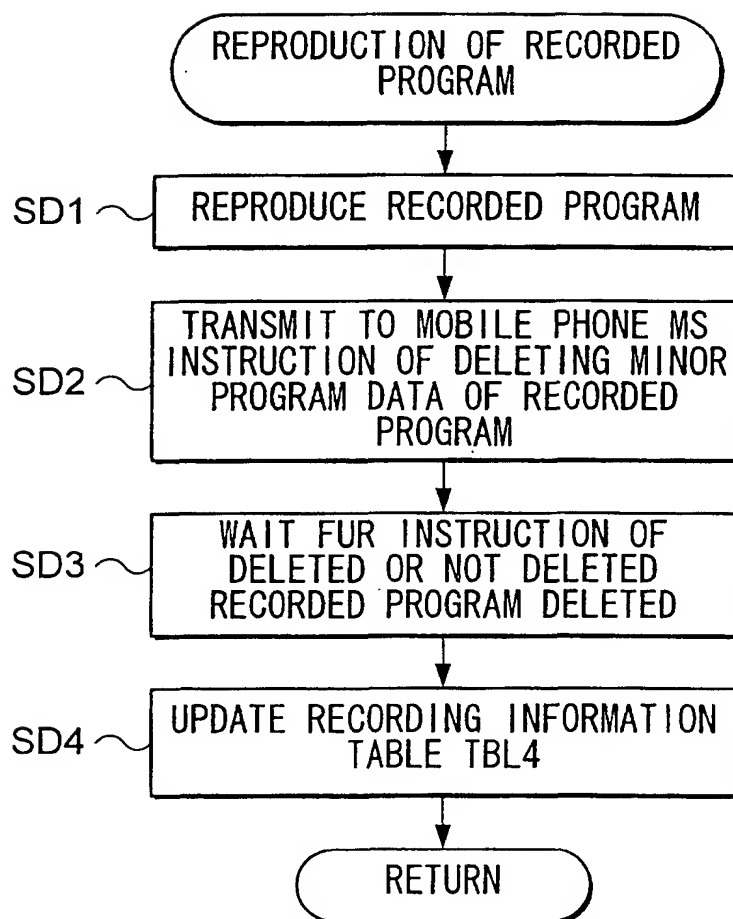 REPRODUCTION OF RECORDED
PROGRAM
SD1
REPRODUCE RECORDED PROGRAM
SD2
TRANSMIT TO MOBILE PHONE MS
INSTRUCTION OF DELETING MINOR
PROGRAM DATA OF RECORDED
PROGRAM
SD3
WAIT FUR INSTRUCTION OF
DELETED OR NOT DELETED
RECORDED PROGRAM DELETED
SD4
UPDATE RECORDING INFORMATION
TABLE TBL4
RETURN